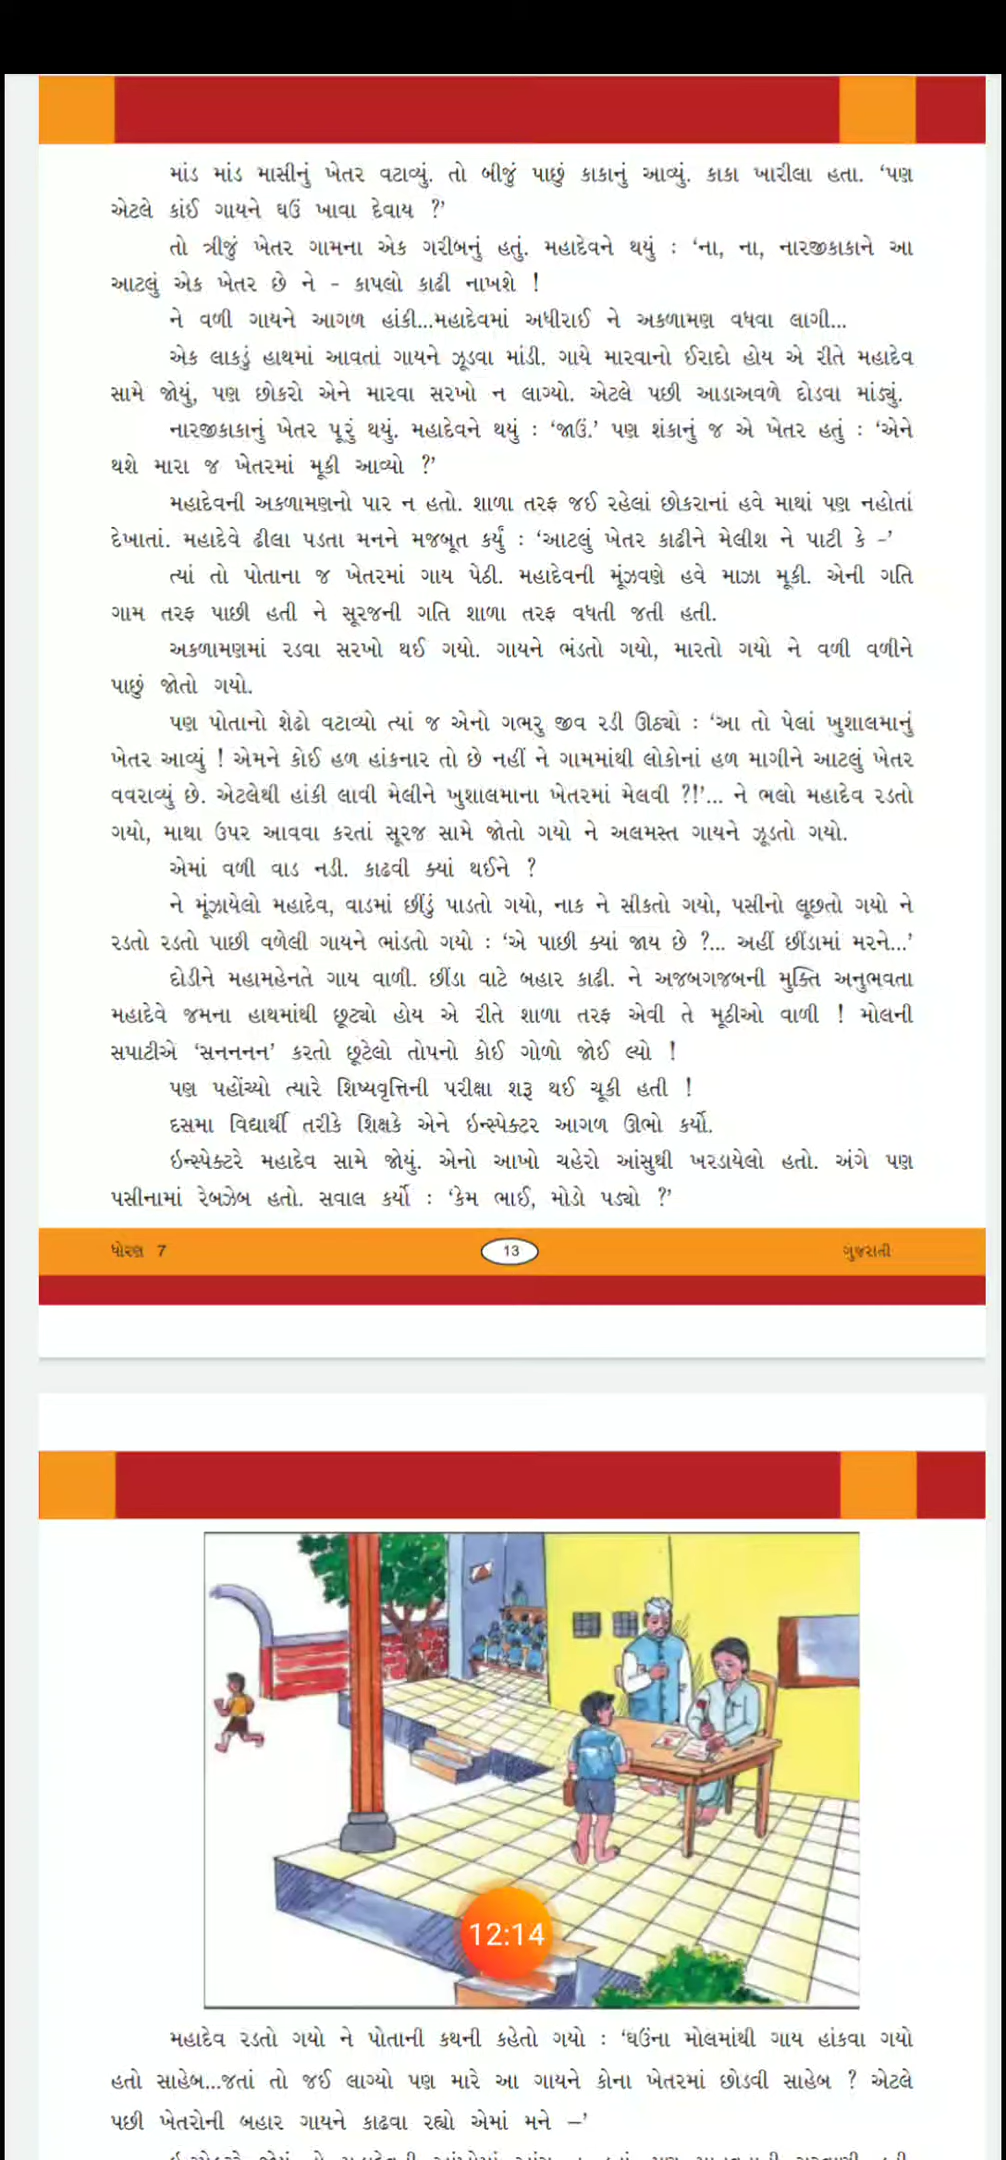 માંડ માંડ માસીનું ખેતર વટાવ્યું. તો બીજું પાછું કાકાનું આવ્યું. કાકા ખારીલા હતા. ‘પણ
એટલે કાંઈ ગાયને ઘઉં ખાવા દેવાય ?’
તો ત્રીજું ખેતર ગામના એક ગરીબનું હતું. મહાદેવને થયું : ‘ના, ના, નારજીકાકાને આ
આટલું એક ખેતર છે ને - કાપલો કાઢી નાખશે !
ને વળી ગાયને આગળ હાંકી...મહાદેવમાં અધીરાઈ ને અકળામણ વધવા લાગી...
એક લાકડું હાથમાં આવતાં ગાયને ઝૂડવા માંડી. ગાયે મારવાનો ઈરાદો હોય એ રીતે મહાદેવ
સામે જોયું, પણ છોકરો એને મારવા સરખો ન લાગ્યો. એટલે પછી આડાઅવળે દોડવા માંડ્યું.
નારજીકાકાનું ખેતર પૂરું થયું. મહાદેવને થયું : ‘જાઉં.’ પણ શંકાનું જ એ ખેતર હતું : ‘એને
થશે મારા જ ખેતરમાં મૂકી આવ્યો ?’
મહાદેવની અકળામણનો પાર ન હતો. શાળા તરફ જઈ રહેલાં છોકરાનાં હવે માથાં પણ નહોતાં
દેખાતાં. મહાદેવે ઢીલા પડતા મનને મજબૂત કર્યું : ‘આટલું ખેતર કાઢીને મેલીશ ને પાટી કે –’
ત્યાં તો પોતાના જ ખેતરમાં ગાય પેઠી. મહાદેવની મૂંઝવણે હવે માઝા મૂકી. એની ગતિ
ગામ તરફ પાછી હતી ને સૂરજની ગતિ શાળા તરફ વધતી જતી હતી.
અકળામણમાં રડવા સરખો થઈ ગયો. ગાયને ભંડતો ગયો, મારતો ગયો ને વળી વળીને
પાછું જોતો ગયો.
પણ પોતાનો શેઢો વટાવ્યો ત્યાં જ એનો ગભરુ જીવ રડી ઊઠ્યો : ‘આ તો પેલાં ખુશાલમાનું
ખેતર આવ્યું ! એમને કોઈ હળ હાંકનાર તો છે નહીં ને ગામમાંથી લોકોનાં હળ માગીને આટલું ખેતર
વવરાવ્યું છે. એટલેથી હાંકી લાવી મેલીને ખુશાલમાના ખેતરમાં મેલવી ?!’... ને ભલો મહાદેવ રડતો
ગયો, માથા ઉપર આવવા કરતાં સૂરજ સામે જોતો ગયો ને અલમસ્ત ગાયને ઝૂડતો ગયો.
એમાં વળી વાડ નડી. કાઢવી ક્યાં થઈને ?
ને મૂંઝાયેલો મહાદેવ, વાડમાં છીંડું પાડતો ગયો, નાક ને સીકતો ગયો, પસીનો લૂછતો ગયો ને
રડતો રડતો પાછી વળેલી ગાયને ભાંડતો ગયો : ‘એ પાછી ક્યાં જાય છે ?... અહીં છીંડામાં મરને...’
દોડીને મહામહેનતે ગાય વાળી. છીંડા વાટે બહાર કાઢી. ને અજબગજબની મુક્તિ અનુભવતા
મહાદેવે જમના હાથમાંથી છૂટ્યો હોય એ રીતે શાળા તરફ એવી તે મૂઠીઓ વાળી ! મોલની
સપાટીએ ‘સનનનન’ કરતો છૂટેલો તોપનો કોઈ ગોળો જોઈ લ્યો !
પણ પહોંચ્યો ત્યારે શિષ્યવૃત્તિની પરીક્ષા શરૂ થઈ ચૂકી હતી !
દસમા વિદ્યાર્થી તરીકે શિક્ષકે એને ઇન્સ્પેક્ટર આગળ ઊભો કર્યો.
ઇન્સ્પેક્ટરે મહાદેવ સામે જોયું. એનો આખો ચહેરો આંસુથી ખરડાયેલો હતો. અંગે પણ
પસીનામાં રેબઝેબ હતો. સવાલ કર્યો : ‘કેમ ભાઈ, મોડો પડ્યો ?’
ધોરણ 7 13 ગુજરાતી
12:14
મહાદેવ રડતો ગયો ને પોતાની કથની કહેતો ગયો : ‘ઘઉંના મોલમાંથી ગાય હાંકવા ગયો
હતો સાહેબ...જતાં તો જઈ લાગ્યો પણ મારે આ ગાયને કોના ખેતરમાં છોડવી સાહેબ ? એટલે
પછી ખેતરોની બહાર ગાયને કાઢવા રહ્યો એમાં મને –’